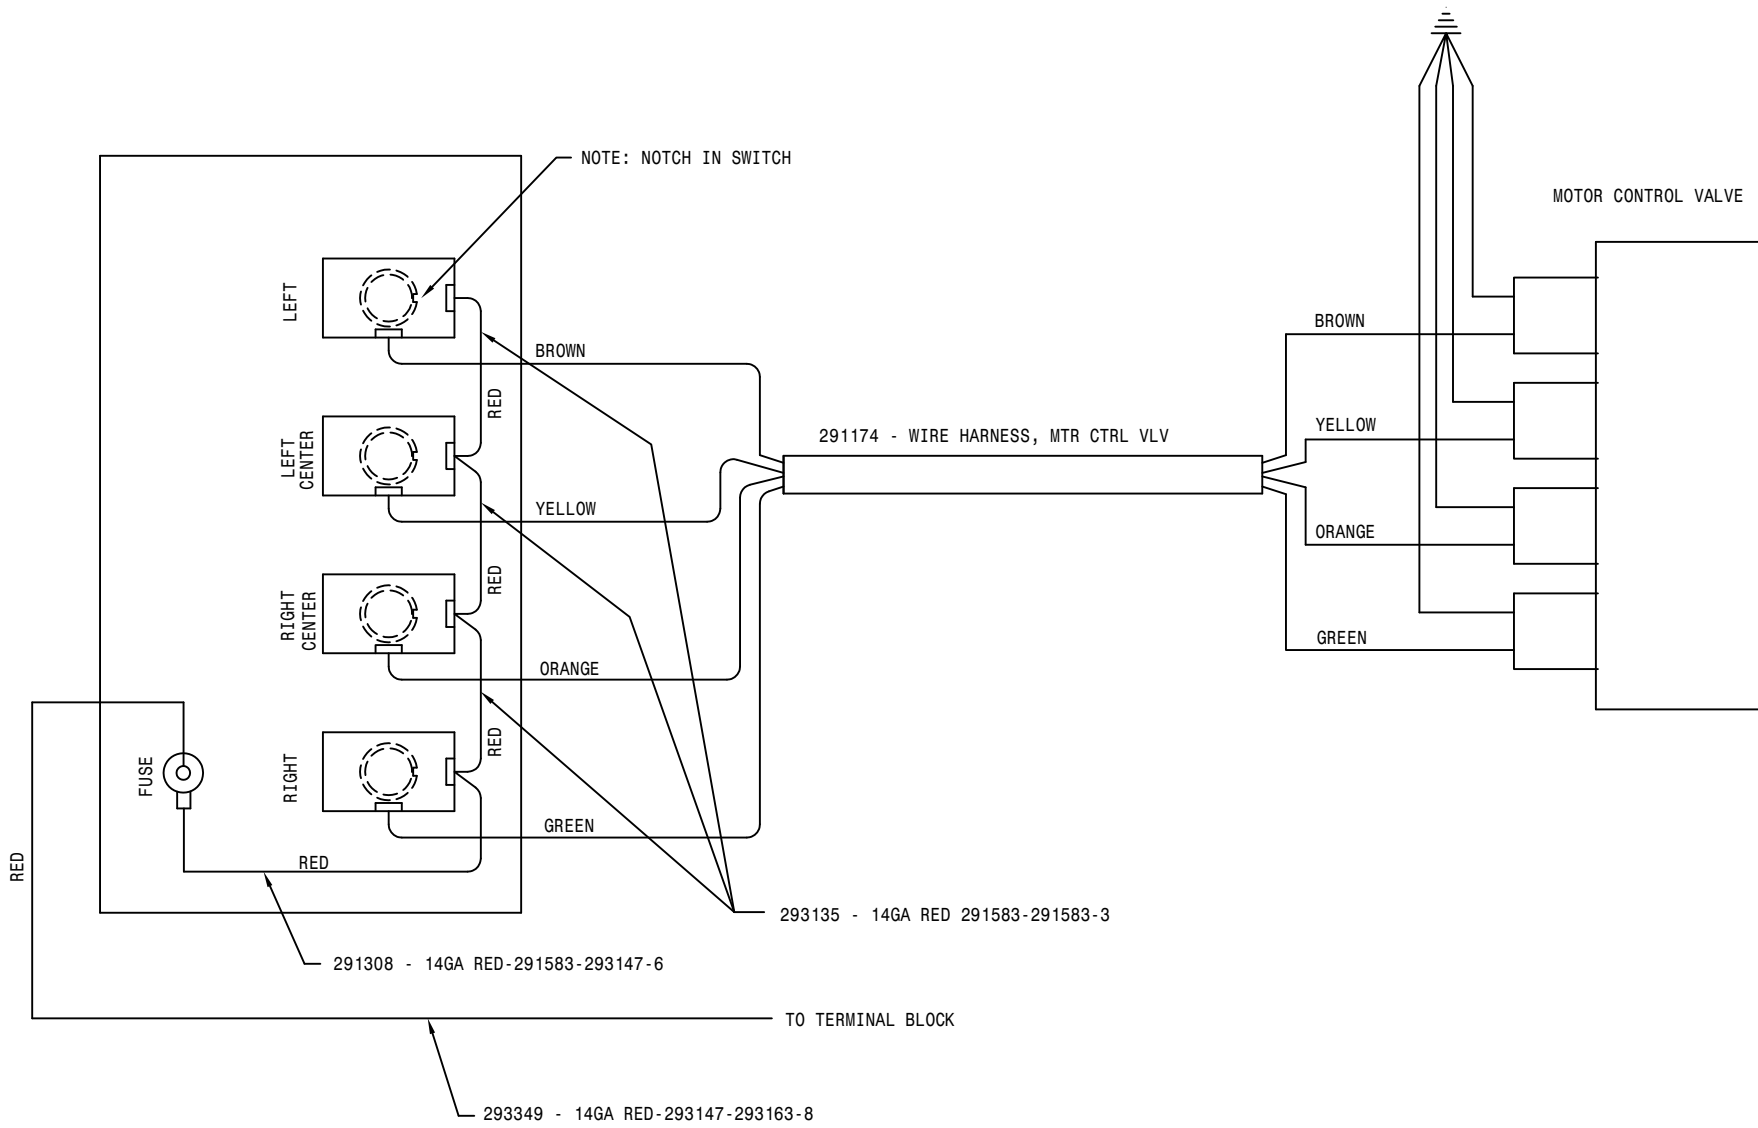 NOTE: NOTCH IN SWITCH
MOTOR CONTROL VALVE
LEFT
BROWN
BROWN
RED
LEFT
CENTER
YELLOW
291174 - WIRE HARNESS, MTR CTRL VLV
YELLOW
RED
RIGHT
CENTER
ORANGE
ORANGE
GREEN
RED
FUSE
RIGHT
GREEN
RED
RED
293135 - 14GA RED 291583-291583-3
291308 - 14GA RED-291583-293147-6
TO TERMINAL BLOCK
293349 - 14GA RED-293147-293163-8